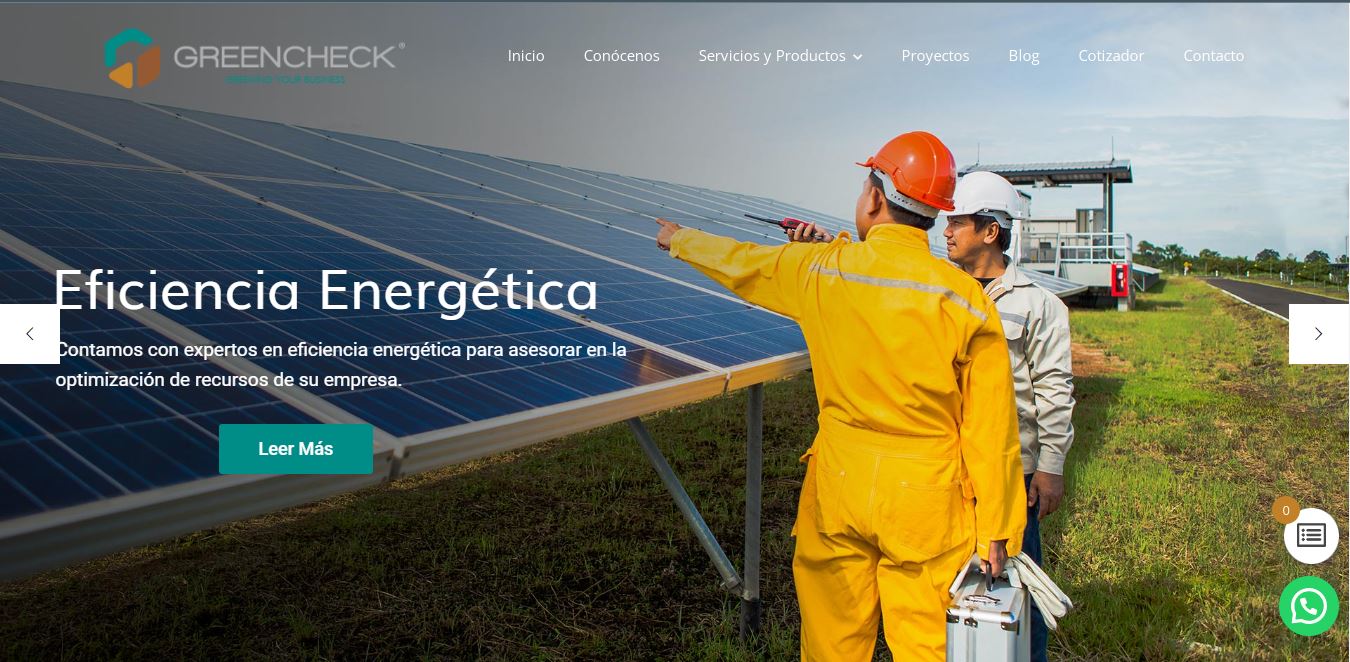 GREENCHECK®
GREENING YOUR BUSINESS
Inicio
Conócenos
Servicios y Productos
Proyectos
Blog
Cotizador
Contacto
Eficiencia Energética
Contamos con expertos en eficiencia energética para asesorar en la
optimización de recursos de su empresa.
Leer Más
0